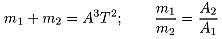 m₁ + m₂ = A³T²; m₁/m₂ = A₂/A₁